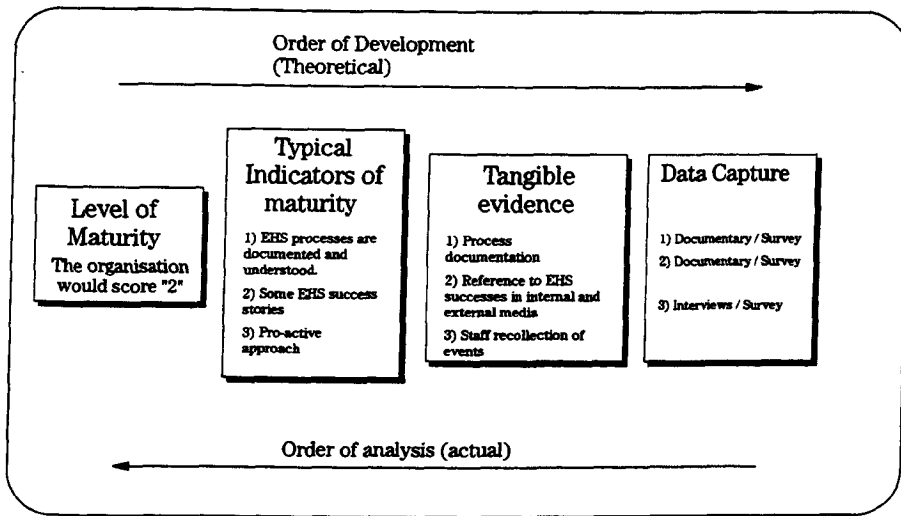 Order of Development
(Theoretical)
Level of
Maturity
The organisation
would score "2"
Typical
Indicators of
maturity
1) EHS processes are
documented and
understood.
2) Some EHS success
stories
3) Pro-active
approach
Tangible
evidence
1) Process
documentation
2) Reference to EHS
successes in internal and
external media
3) Staff recollection of
events
Data Capture
1) Documentary / Survey
2) Documentary / Survey
3) Interviews / Survey
Order of analysis (actual)